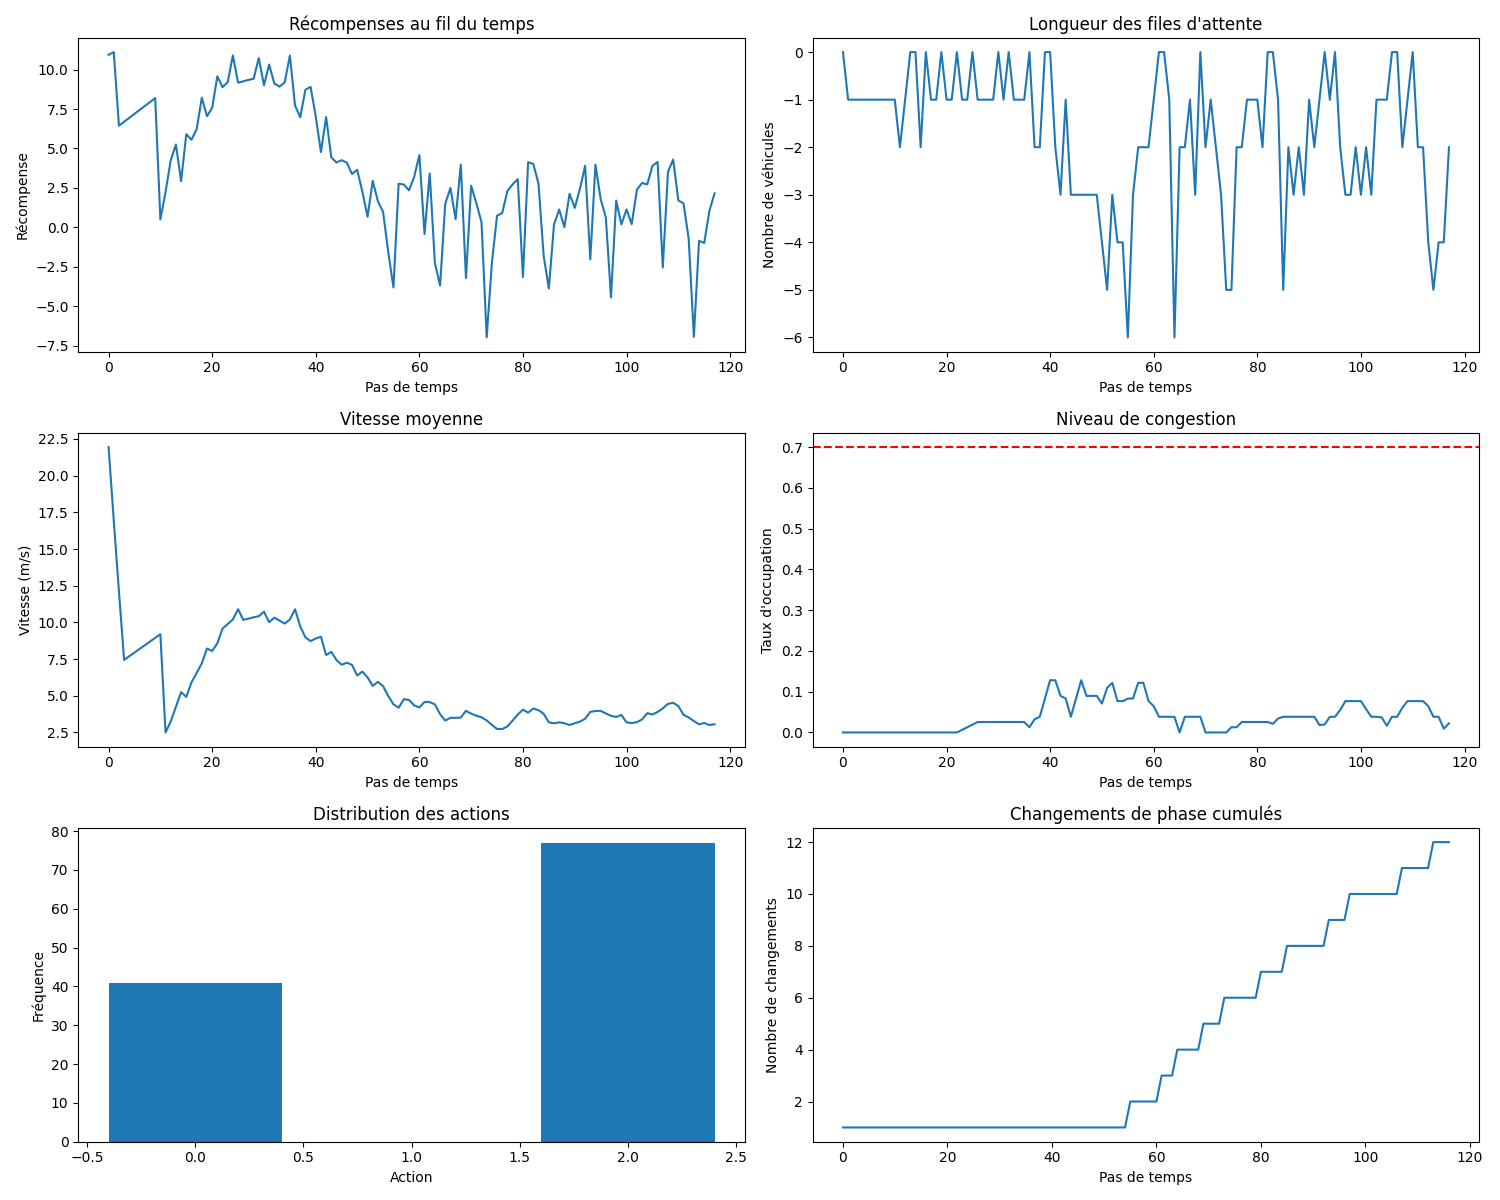 Récompenses au fil du temps
Récompense
10.0
7.5
5.0
2.5
0.0
−2.5
−5.0
−7.5
0 20 40 60 80 100 120
Pas de temps
Longueur des files d'attente
Nombre de véhicules
0
−1
−2
−3
−4
−5
−6
0 20 40 60 80 100 120
Pas de temps
Vitesse moyenne
Vitesse (m/s)
22.5
20.0
17.5
15.0
12.5
10.0
7.5
5.0
2.5
0 20 40 60 80 100 120
Pas de temps
Niveau de congestion
Taux d'occupation
0.7
0.6
0.5
0.4
0.3
0.2
0.1
0.0
0 20 40 60 80 100 120
Pas de temps
Distribution des actions
Fréquence
80
70
60
50
40
30
20
10
0
−0.5 0.0 0.5 1.0 1.5 2.0 2.5
Action
Changements de phase cumulés
Nombre de changements
12
10
8
6
4
2
0 20 40 60 80 100 120
Pas de temps